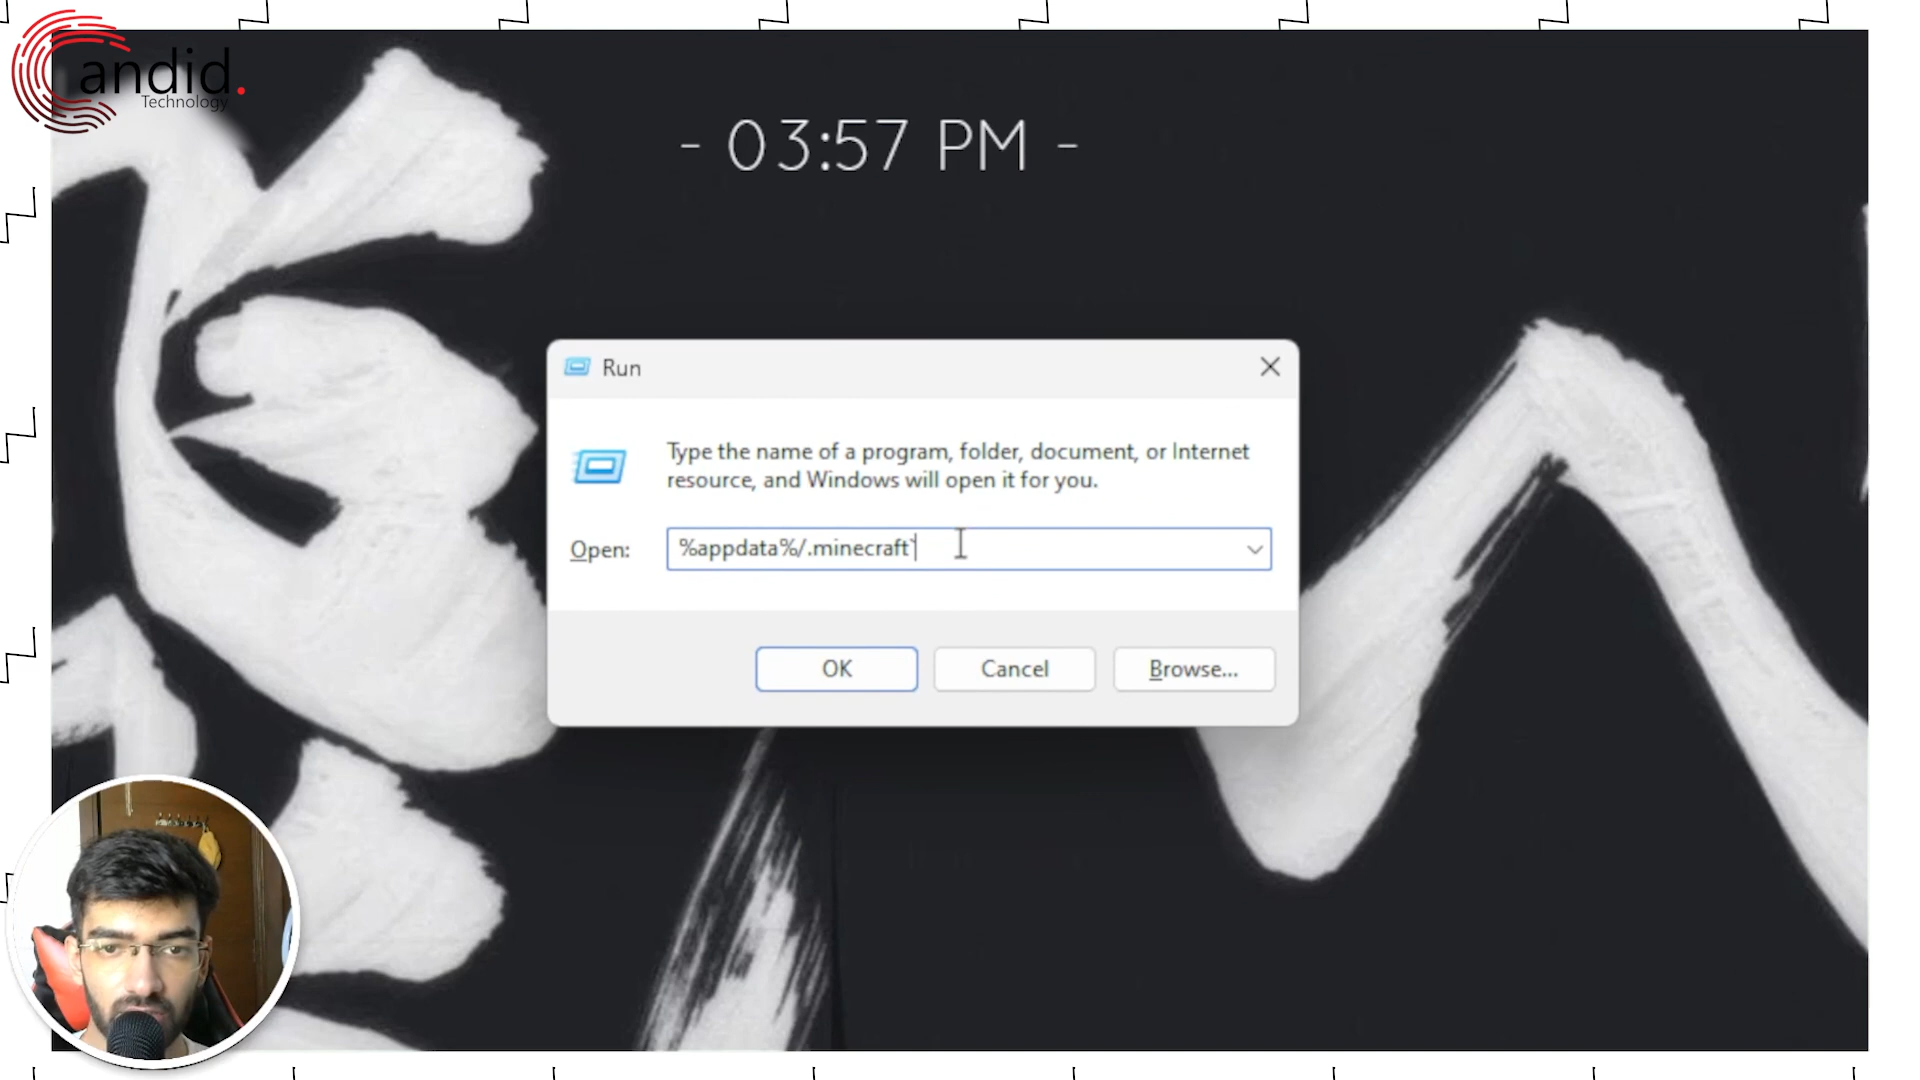 andid.
Technology
- 03:57 PM -
Run
Type the name of a program, folder, document, or Internet
resource, and Windows will open it for you.
Open: %appdata%/.minecraft`
OK Cancel Browse...